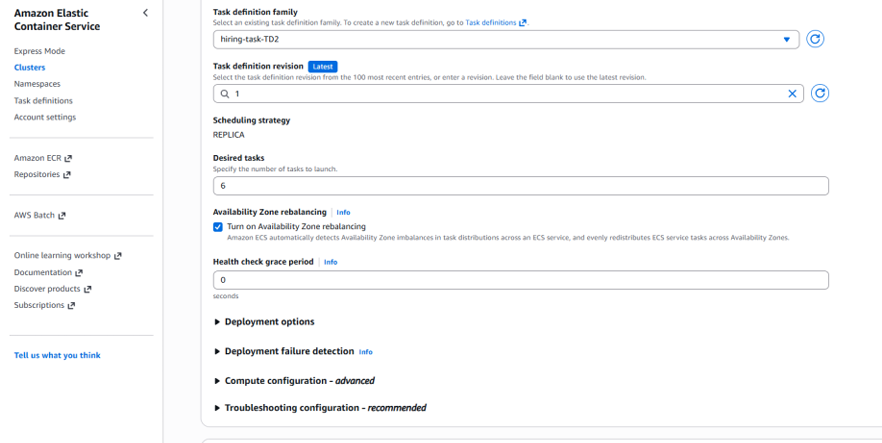 Amazon Elastic
Container Service
Express Mode
Clusters
Namespaces
Task definitions
Account settings
Amazon ECR
Repositories
AWS Batch
Online learning workshop
Documentation
Discover products
Subscriptions
Tell us what you think
Task definition family
Select an existing task definition family. To create a new task definition, go to Task definitions.
hiring-task-TD2
Task definition revision Latest
Select the task definition revision from the 100 most recent entries, or enter a revision. Leave the field blank to use the latest revision.
1
Scheduling strategy
REPLICA
Desired tasks
Specify the number of tasks to launch.
6
Availability Zone rebalancing Info
Turn on Availability Zone rebalancing
Amazon ECS automatically detects Availability Zone imbalances in task distributions across an ECS service, and evenly redistributes ECS service tasks across Availability Zones.
Health check grace period Info
0
seconds
Deployment options
Deployment failure detection Info
Compute configuration - advanced
Troubleshooting configuration - recommended